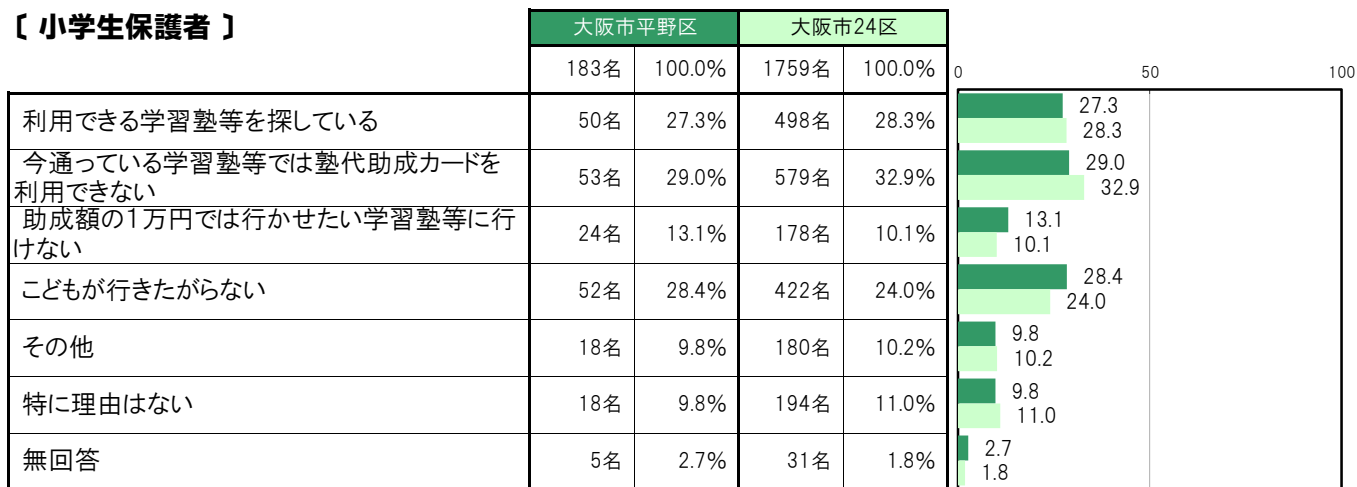 〔 小学生保護者 〕
大阪市平野区 大阪市24区
183名 100.0% 1759名 100.0%
0 50 100
利用できる学習塾等を探している 50名 27.3% 498名 28.3%
27.3
28.3
今通っている学習塾等では塾代助成カードを
利用できない
53名 29.0% 579名 32.9%
29.0
32.9
助成額の1万円では行かせたい学習塾等に行
けない
24名 13.1% 178名 10.1%
13.1
10.1
こどもが行きたがらない 52名 28.4% 422名 24.0%
28.4
24.0
その他 18名 9.8% 180名 10.2%
9.8
10.2
特に理由はない 18名 9.8% 194名 11.0%
9.8
11.0
無回答 5名 2.7% 31名 1.8%
2.7
1.8